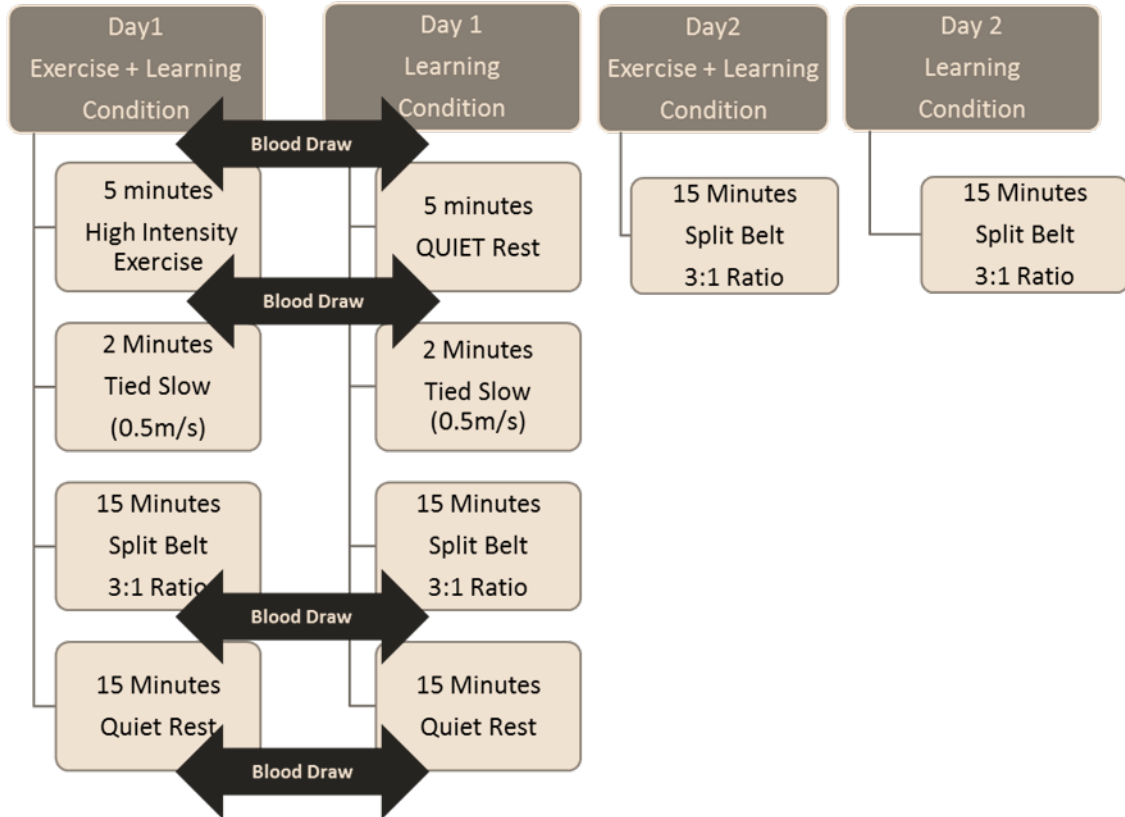 Day1
Exercise + Learning
Condition
Day 1
Learning
Condition
Day2
Exercise + Learning
Condition
Day 2
Learning
Condition
Blood Draw
5 minutes
High Intensity
Exercise
5 minutes
QUIET Rest
15 Minutes
Split Belt
3:1 Ratio
15 Minutes
Split Belt
3:1 Ratio
Blood Draw
2 Minutes
Tied Slow
(0.5m/s)
2 Minutes
Tied Slow
(0.5m/s)
15 Minutes
Split Belt
3:1 Ratio
15 Minutes
Split Belt
3:1 Ratio
Blood Draw
15 Minutes
Quiet Rest
15 Minutes
Quiet Rest
Blood Draw